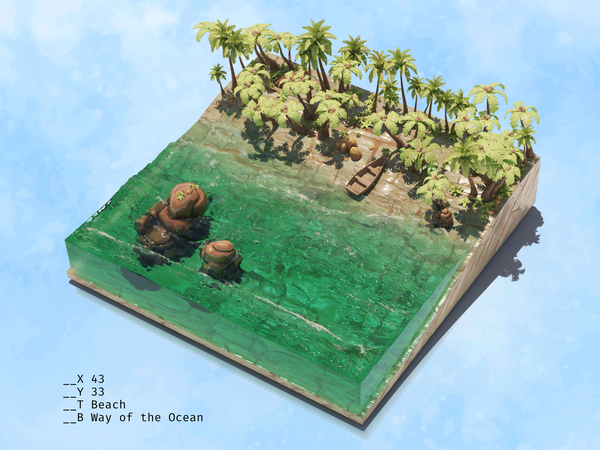 __X 43
__Y 33
__T Beach
__B Way of the Ocean